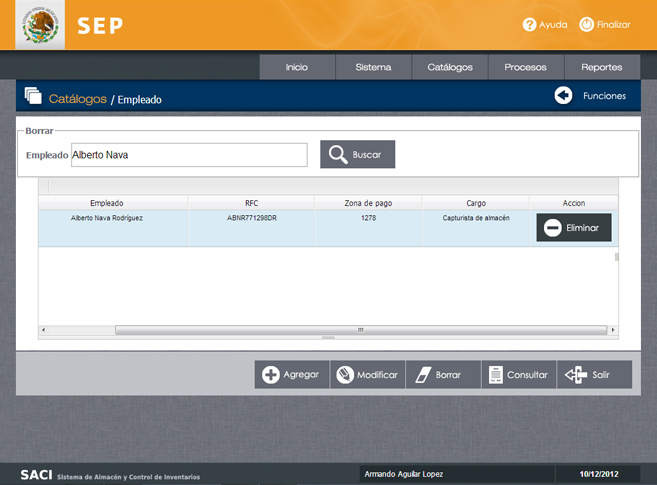 SEP
Ayuda Finalizar
Inicio Sistema Catálogos Procesos Reportes
Catálogos / Empleado Funciones
Borrar
Empleado Alberto Nava Buscar
Empleado RFC Zona de pago Cargo Accion
Alberto Nava Rodríguez ABNR771298DR 1278 Capturista de almacén Eliminar
Agregar Modificar Borrar Consultar Salir
SACI Sistema de Almacén y Control de Inventarios Armando Aguilar Lopez 10/12/2012